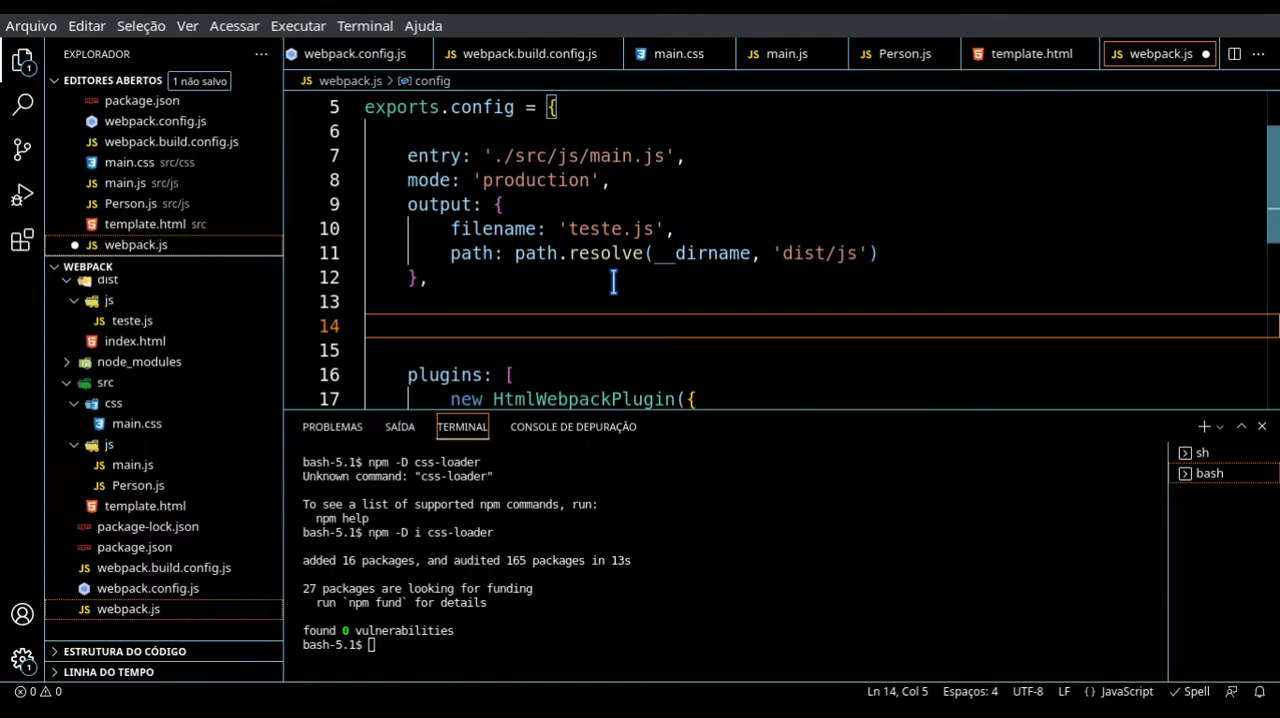 Arquivo Editar Seleção Ver Acessar Executar Terminal Ajuda
EXPLORADOR
EDITORES ABERTOS 1 não salvo
package.json
webpack.config.js
webpack.build.config.js
main.css src/css
main.js src/js
Person.js src/js
template.html src
webpack.js
WEBPACK
dist
js
teste.js
index.html
node_modules
src
css
main.css
js
main.js
Person.js
template.html
package-lock.json
package.json
webpack.build.config.js
webpack.config.js
webpack.js
ESTRUTURA DO CÓDIGO
LINHA DO TEMPO
webpack.config.js webpack.build.config.js main.css main.js Person.js template.html webpack.js
webpack.js config
5 exports.config = {
6
7 entry: './src/js/main.js',
8 mode: 'production',
9 output: {
10 filename: 'teste.js',
11 path: path.resolve(__dirname, 'dist/js')
12 },
13
14
15
16 plugins: [
17 new HtmlWebpackPlugin({
PROBLEMAS SAÍDA TERMINAL CONSOLE DE DEPURAÇÃO
bash-5.1$ npm -D css-loader
Unknown command: "css-loader"
To see a list of supported npm commands, run:
npm help
bash-5.1$ npm -D i css-loader
added 16 packages, and audited 165 packages in 13s
27 packages are looking for funding
run `npm fund` for details
found 0 vulnerabilities
bash-5.1$
sh
bash
0 0 Ln 14, Col 5 Espaços: 4 UTF-8 LF {} JavaScript Spell